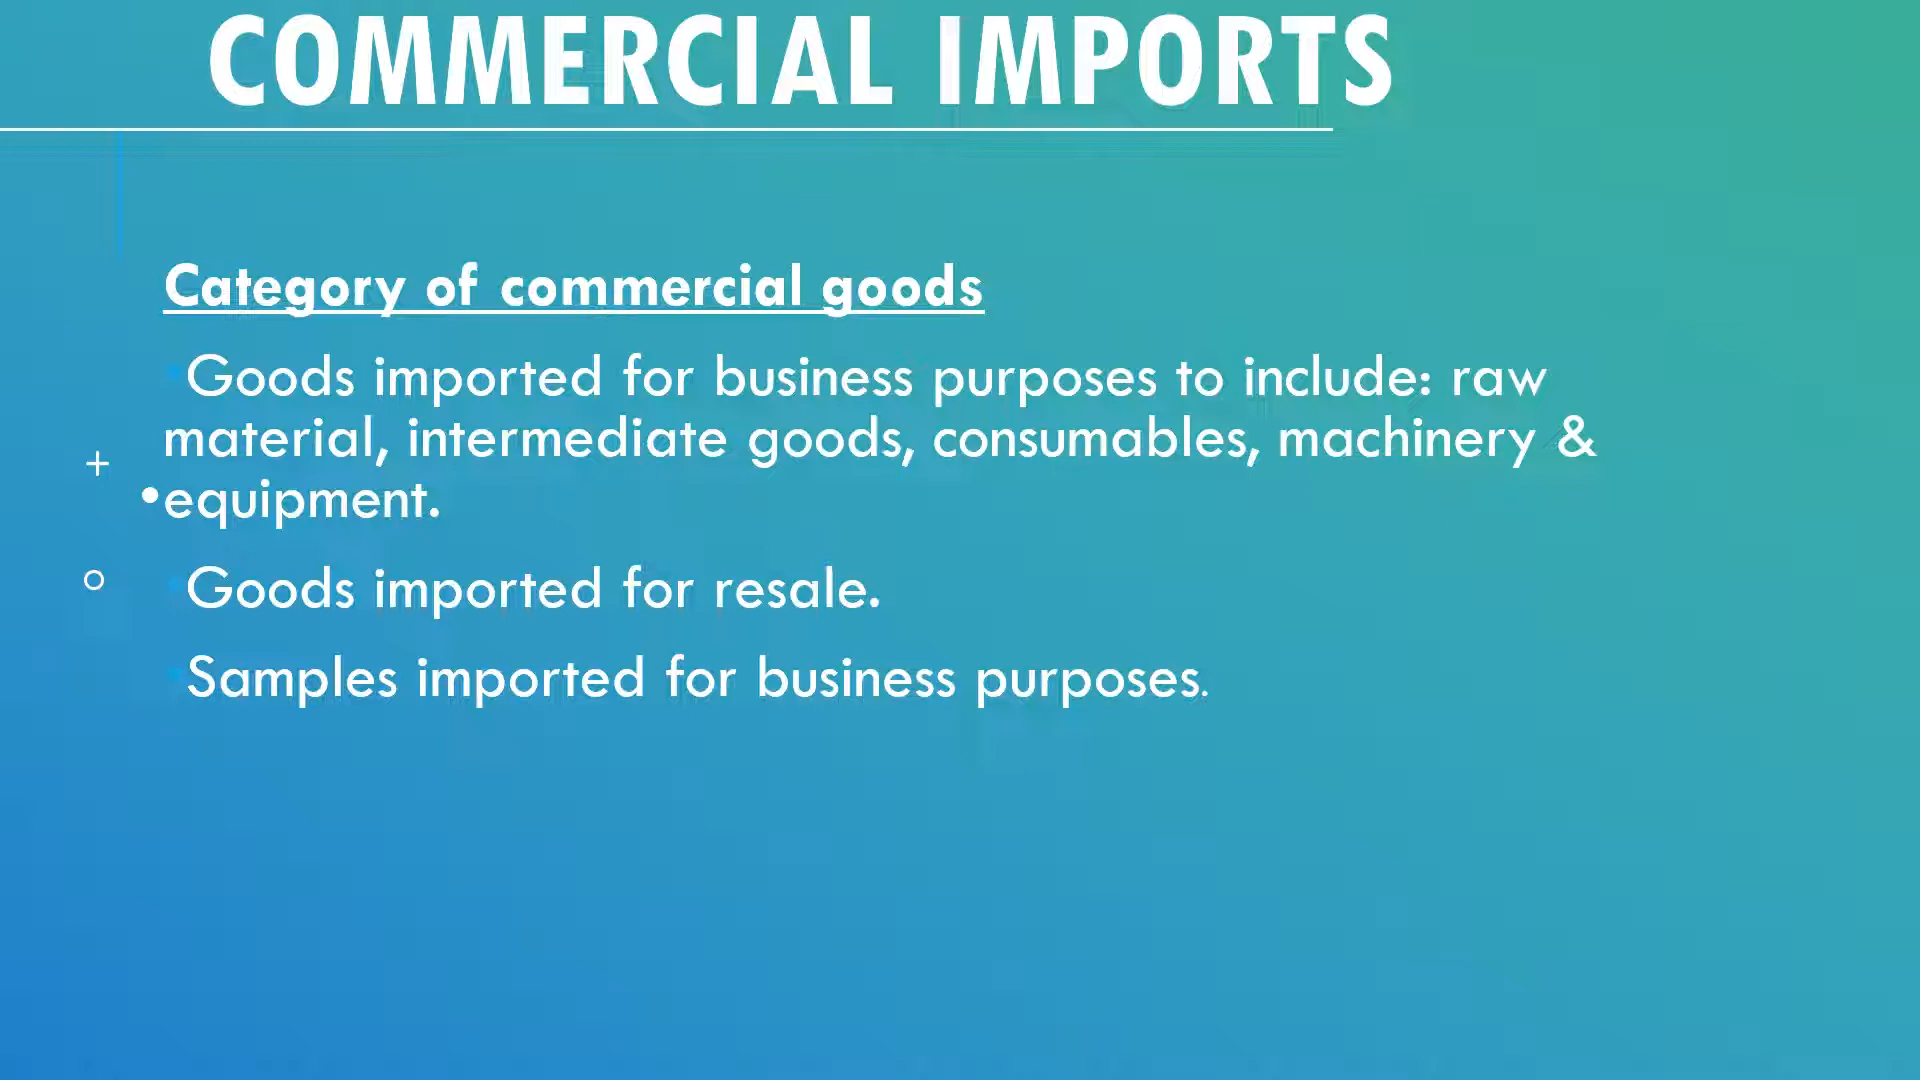 COMMERCIAL IMPORTS
Category of commercial goods
Goods imported for business purposes to include: raw
material, intermediate goods, consumables, machinery &
equipment.
Goods imported for resale.
Samples imported for business purposes.